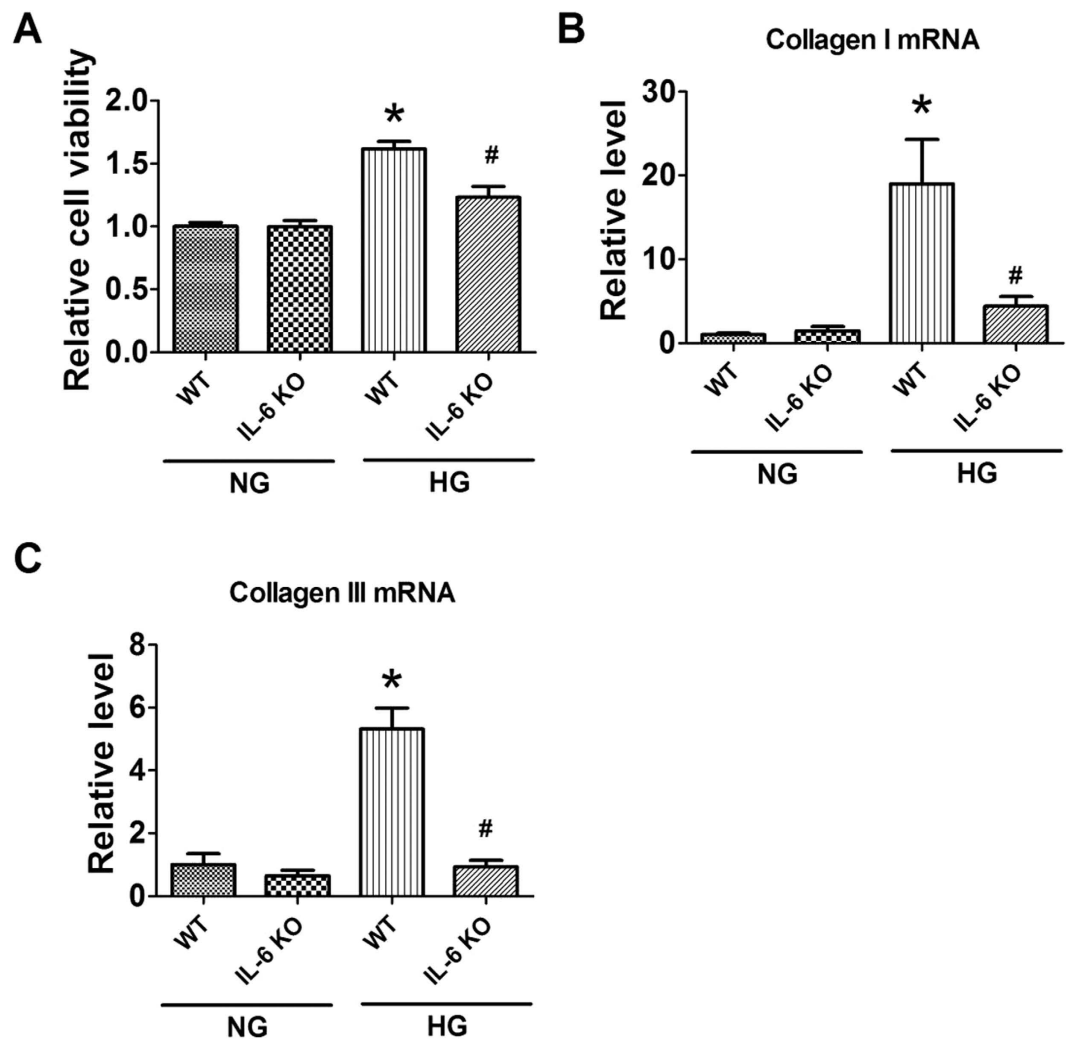 A
Relative cell viability
2.0
1.5
1.0
0.5
0.0
*
#
WT
IL-6 KO
WT
IL-6 KO
NG
HG
B
Collagen I mRNA
Relative level
30
20
10
0
*
#
WT
IL-6 KO
WT
IL-6 KO
NG
HG
C
Collagen III mRNA
Relative level
8
6
4
2
0
*
#
WT
IL-6 KO
WT
IL-6 KO
NG
HG